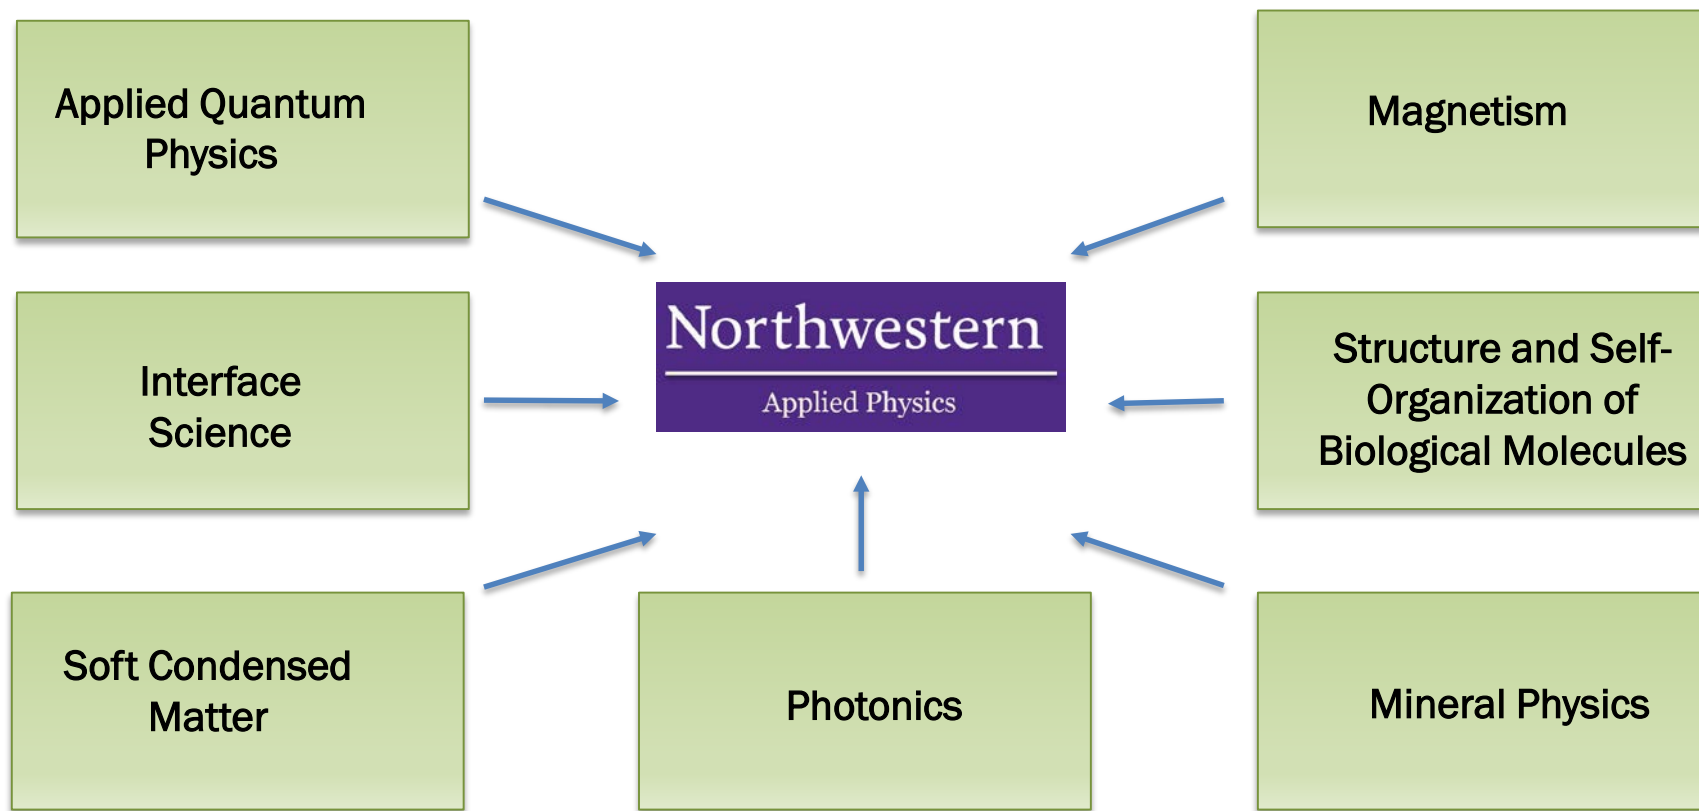 Applied Quantum
Physics
Magnetism
Northwestern
Applied Physics
Interface
Science
Structure and Self-
Organization of
Biological Molecules
Soft Condensed
Matter
Photonics
Mineral Physics